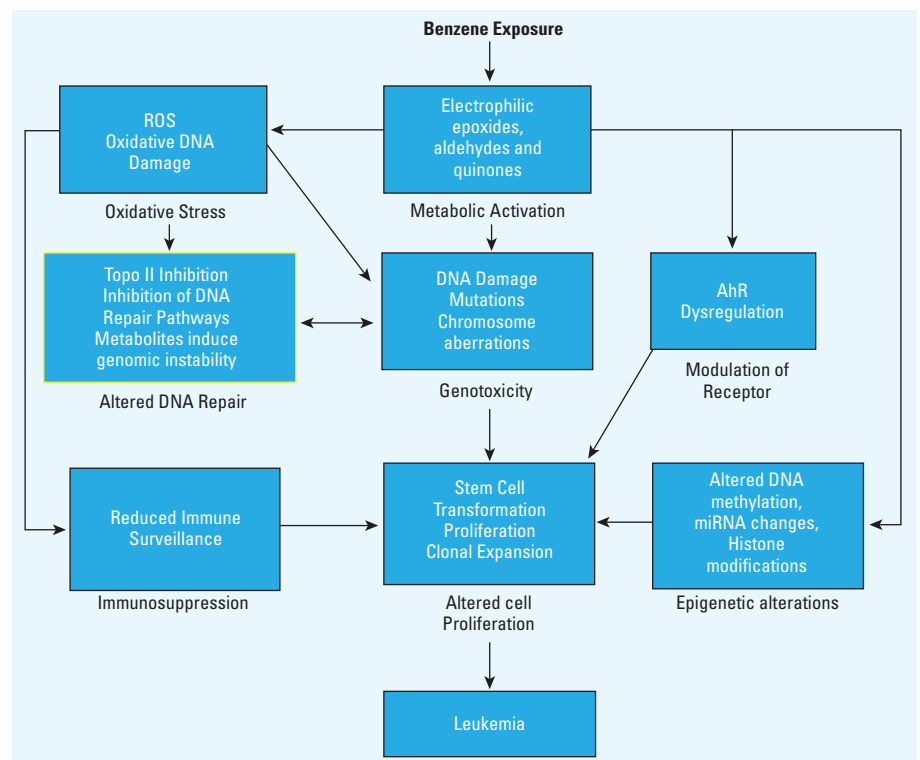 Benzene Exposure
ROS
Oxidative DNA
Damage
Electrophilic
epoxides,
aldehydes and
quinones
Oxidative Stress
Metabolic Activation
Topo II Inhibition
Inhibition of DNA
Repair Pathways
Metabolites induce
genomic instability
DNA Damage
Mutations
Chromosome
aberrations
AhR
Dysregulation
Altered DNA Repair
Genotoxicity
Modulation of
Receptor
Reduced Immune
Surveillance
Stem Cell
Transformation
Proliferation
Clonal Expansion
Altered DNA
methylation,
miRNA changes,
Histone
modifications
Immunosuppression
Altered cell
Proliferation
Epigenetic alterations
Leukemia